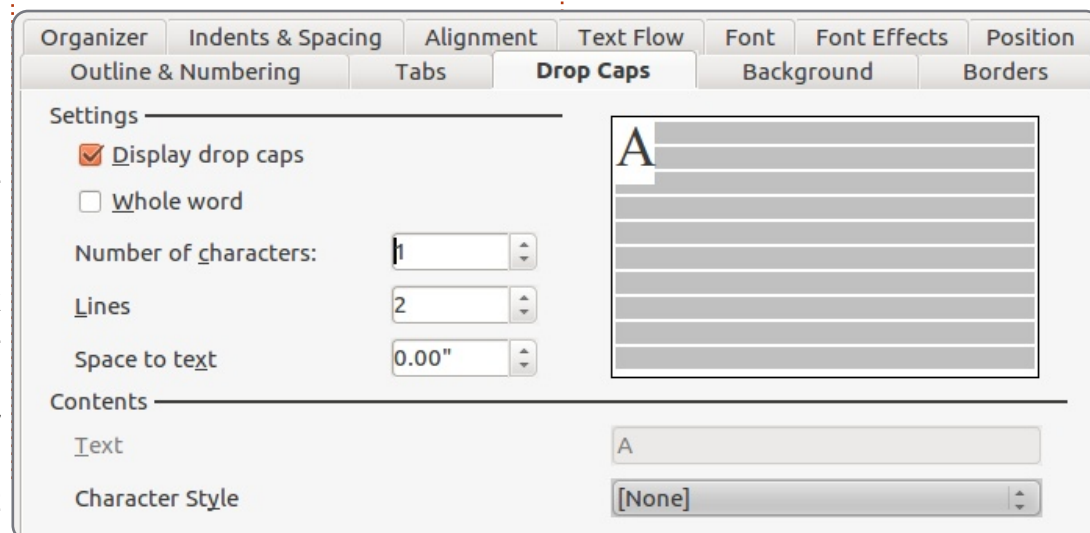 Organizer Indents & Spacing Alignment Text Flow Font Font Effects Position
Outline & Numbering Tabs Drop Caps Background Borders
Settings
Display drop caps
Whole word
Number of characters: 1
Lines 2
Space to text 0.00"
A
Contents
Text A
Character Style [None]